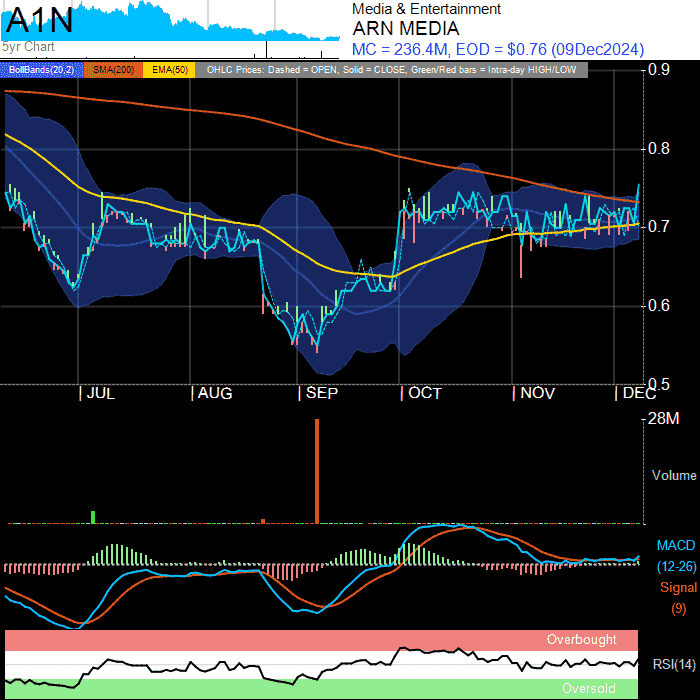 A1N
5yr Chart
Media & Entertainment
ARN MEDIA
MC = 236.4M, EOD = $0.76 (09Dec2024)
BollBands(20,2) SMA(200) EMA(50) OHLC Prices: Dashed = OPEN, Solid = CLOSE, Green/Red bars = Intra-day HIGH/LOW
0.9
0.8
0.7
0.6
0.5
JUL AUG SEP OCT NOV DEC
28M
Volume
MACD
(12-26)
Signal
(9)
Overbought
RSI(14)
Oversold